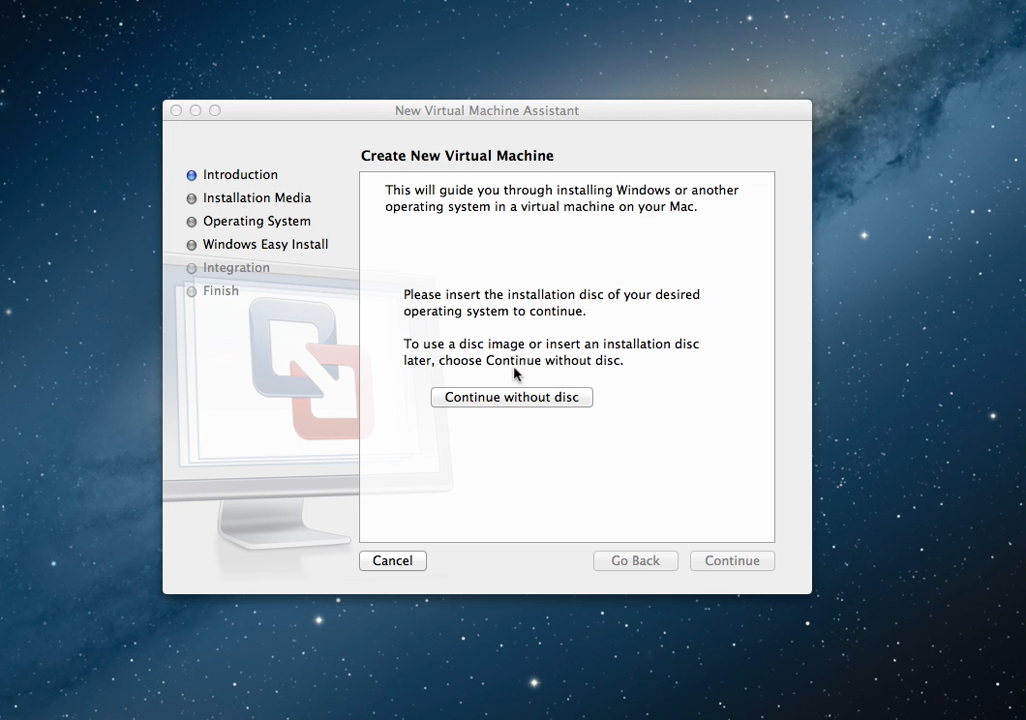 New Virtual Machine Assistant
Create New Virtual Machine
Introduction
Installation Media
Operating System
Windows Easy Install
Integration
Finish
This will guide you through installing Windows or another
operating system in a virtual machine on your Mac.
Please insert the installation disc of your desired
operating system to continue.
To use a disc image or insert an installation disc
later, choose Continue without disc.
Continue without disc
Cancel
Go Back
Continue